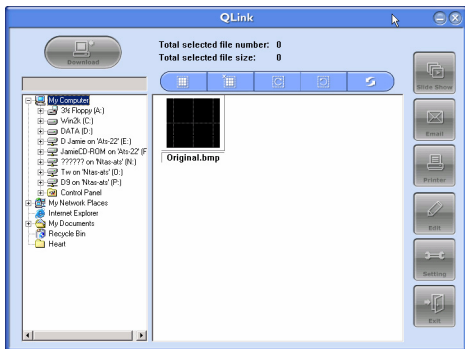 QLink
Total selected file number: 0
Total selected file size: 0
Download
Slide Show
Email
Printer
Edit
Setting
Exit
My Computer
3½ Floppy (A:)
Win2k (C:)
DATA (D:)
D Jamie on 'Ats-22' (E:)
JamieCD-ROM on 'Ats-22' (F
?????? on 'Ntas-ats' (N:)
Tw on 'Ntas-ats' (O:)
D9 on 'Ntas-ats' (P:)
Control Panel
My Network Places
Internet Explorer
My Documents
Recycle Bin
Heart
Original.bmp